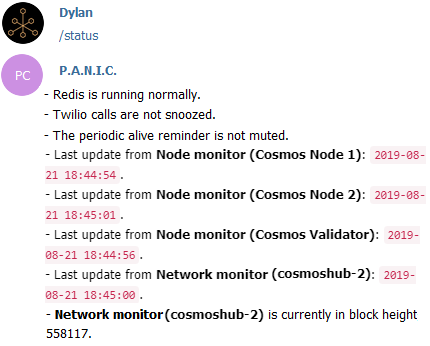 Dylan
/status
PC
P.A.N.I.C.
- Redis is running normally.
- Twilio calls are not snoozed.
- The periodic alive reminder is not muted.
- Last update from Node monitor (Cosmos Node 1): 2019-08-
21 18:44:54.
- Last update from Node monitor (Cosmos Node 2): 2019-08-
21 18:45:01.
- Last update from Node monitor (Cosmos Validator): 2019-
08-21 18:44:56.
- Last update from Network monitor (cosmoshub-2): 2019-
08-21 18:45:00.
- Network monitor(cosmoshub-2) is currently in block height
558117.